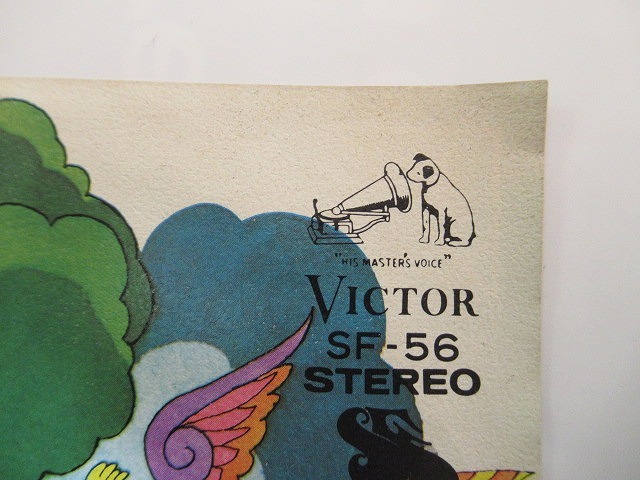 "HIS MASTER'S VOICE"
VICTOR
SF-56
STEREO